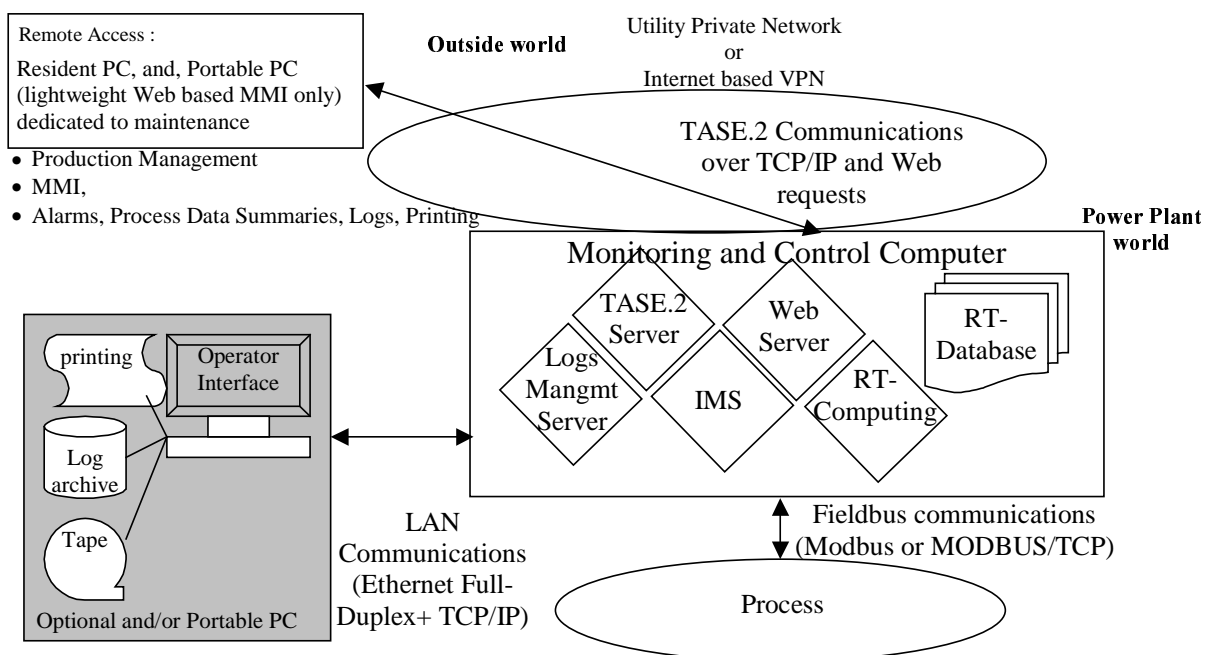 Remote Access :
Resident PC, and, Portable PC
(lightweight Web based MMI only)
dedicated to maintenance
• Production Management
• MMI,
• Alarms, Process Data Summaries, Logs, Printing
Outside world
Utility Private Network
or
Internet based VPN
TASE.2 Communications
over TCP/IP and Web
requests
Power Plant
world
Monitoring and Control Computer
TASE.2
Server
Web
Server
Logs
Mangmt
Server
IMS
RT-
Computing
RT-
Database
printing
Operator
Interface
Log
archive
Tape
Optional and/or Portable PC
LAN
Communications
(Ethernet Full-
Duplex+ TCP/IP)
Fieldbus communications
(Modbus or MODBUS/TCP)
Process